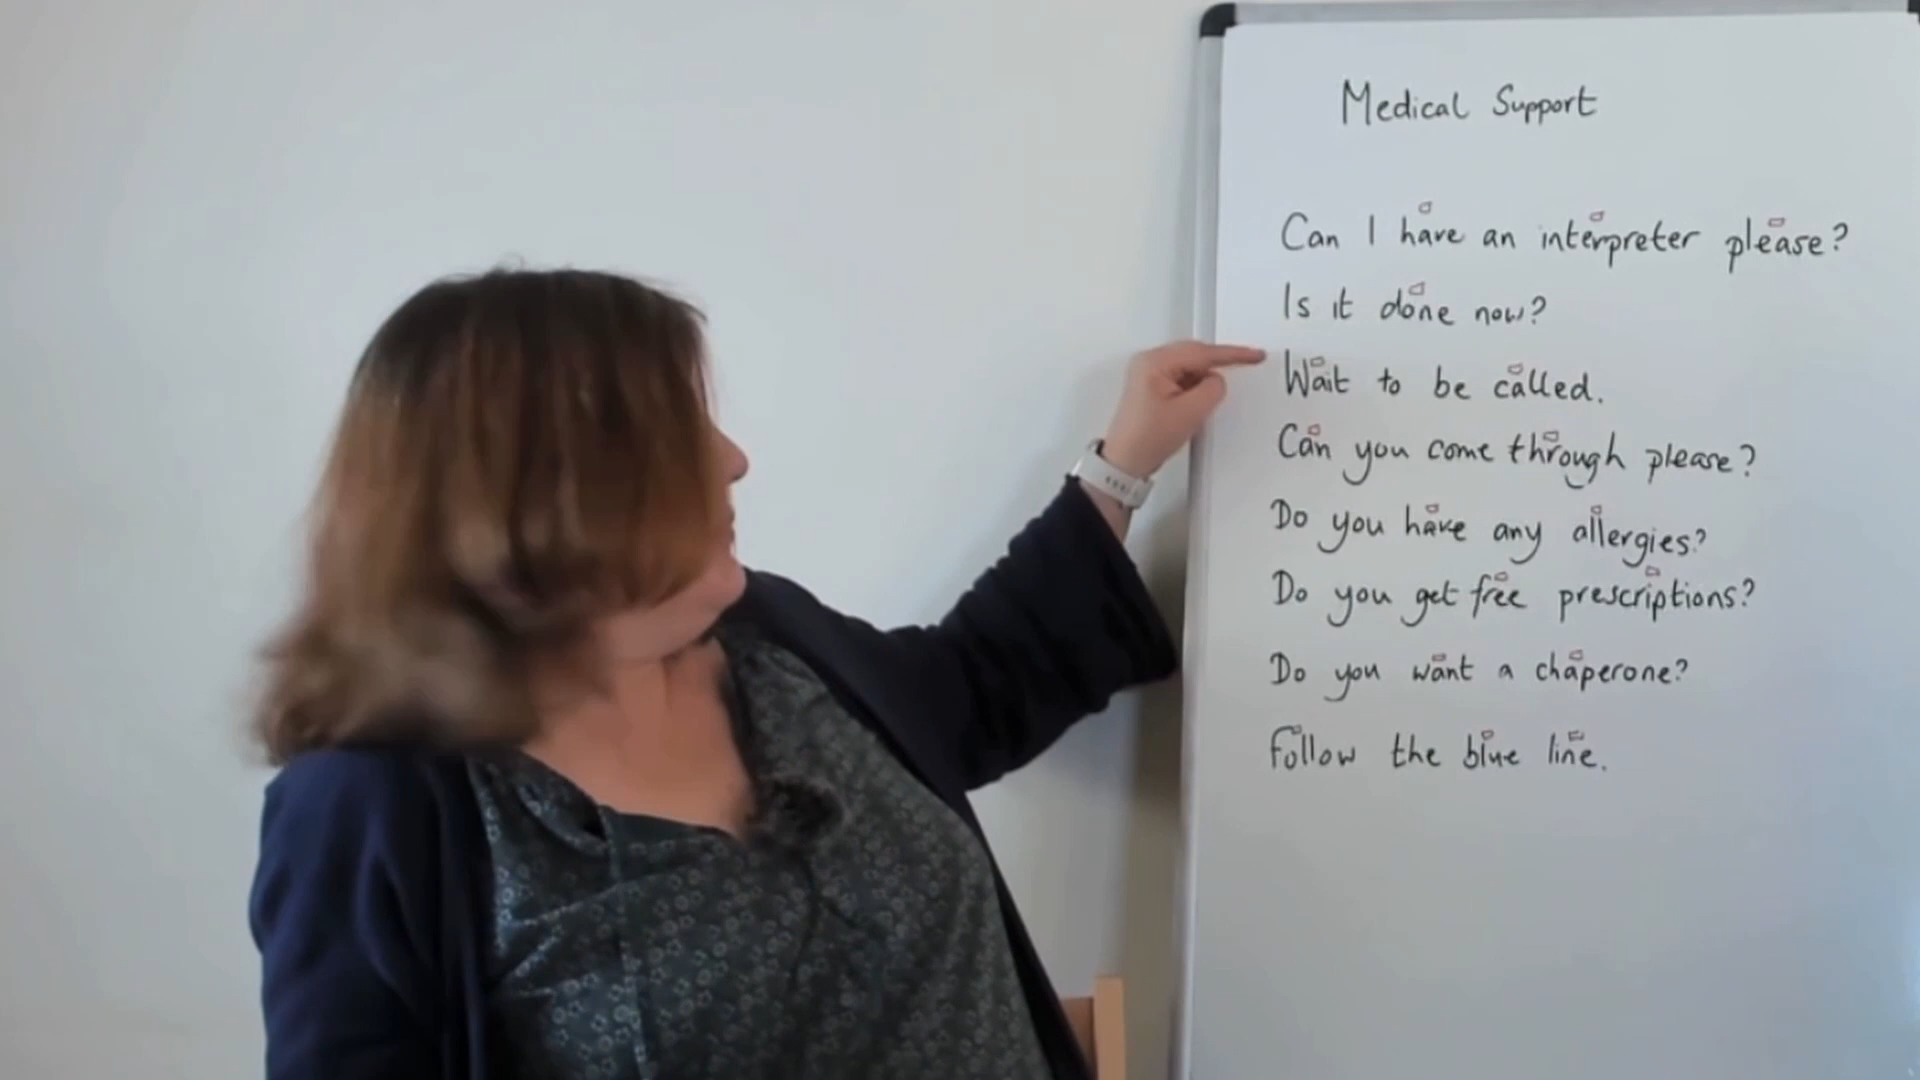 Medical Support
Can I have an interpreter please?
Is it done now?
Wait to be called.
Can you come through please?
Do you have any allergies?
Do you get free prescriptions?
Do you want a chaperone?
Follow the blue line.